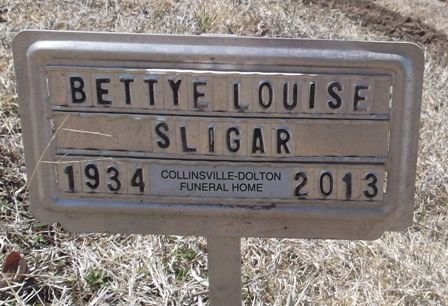 BETTYE LOUISE
SLIGAR
1934 COLLINSVILLE-DOLTON FUNERAL HOME 2013